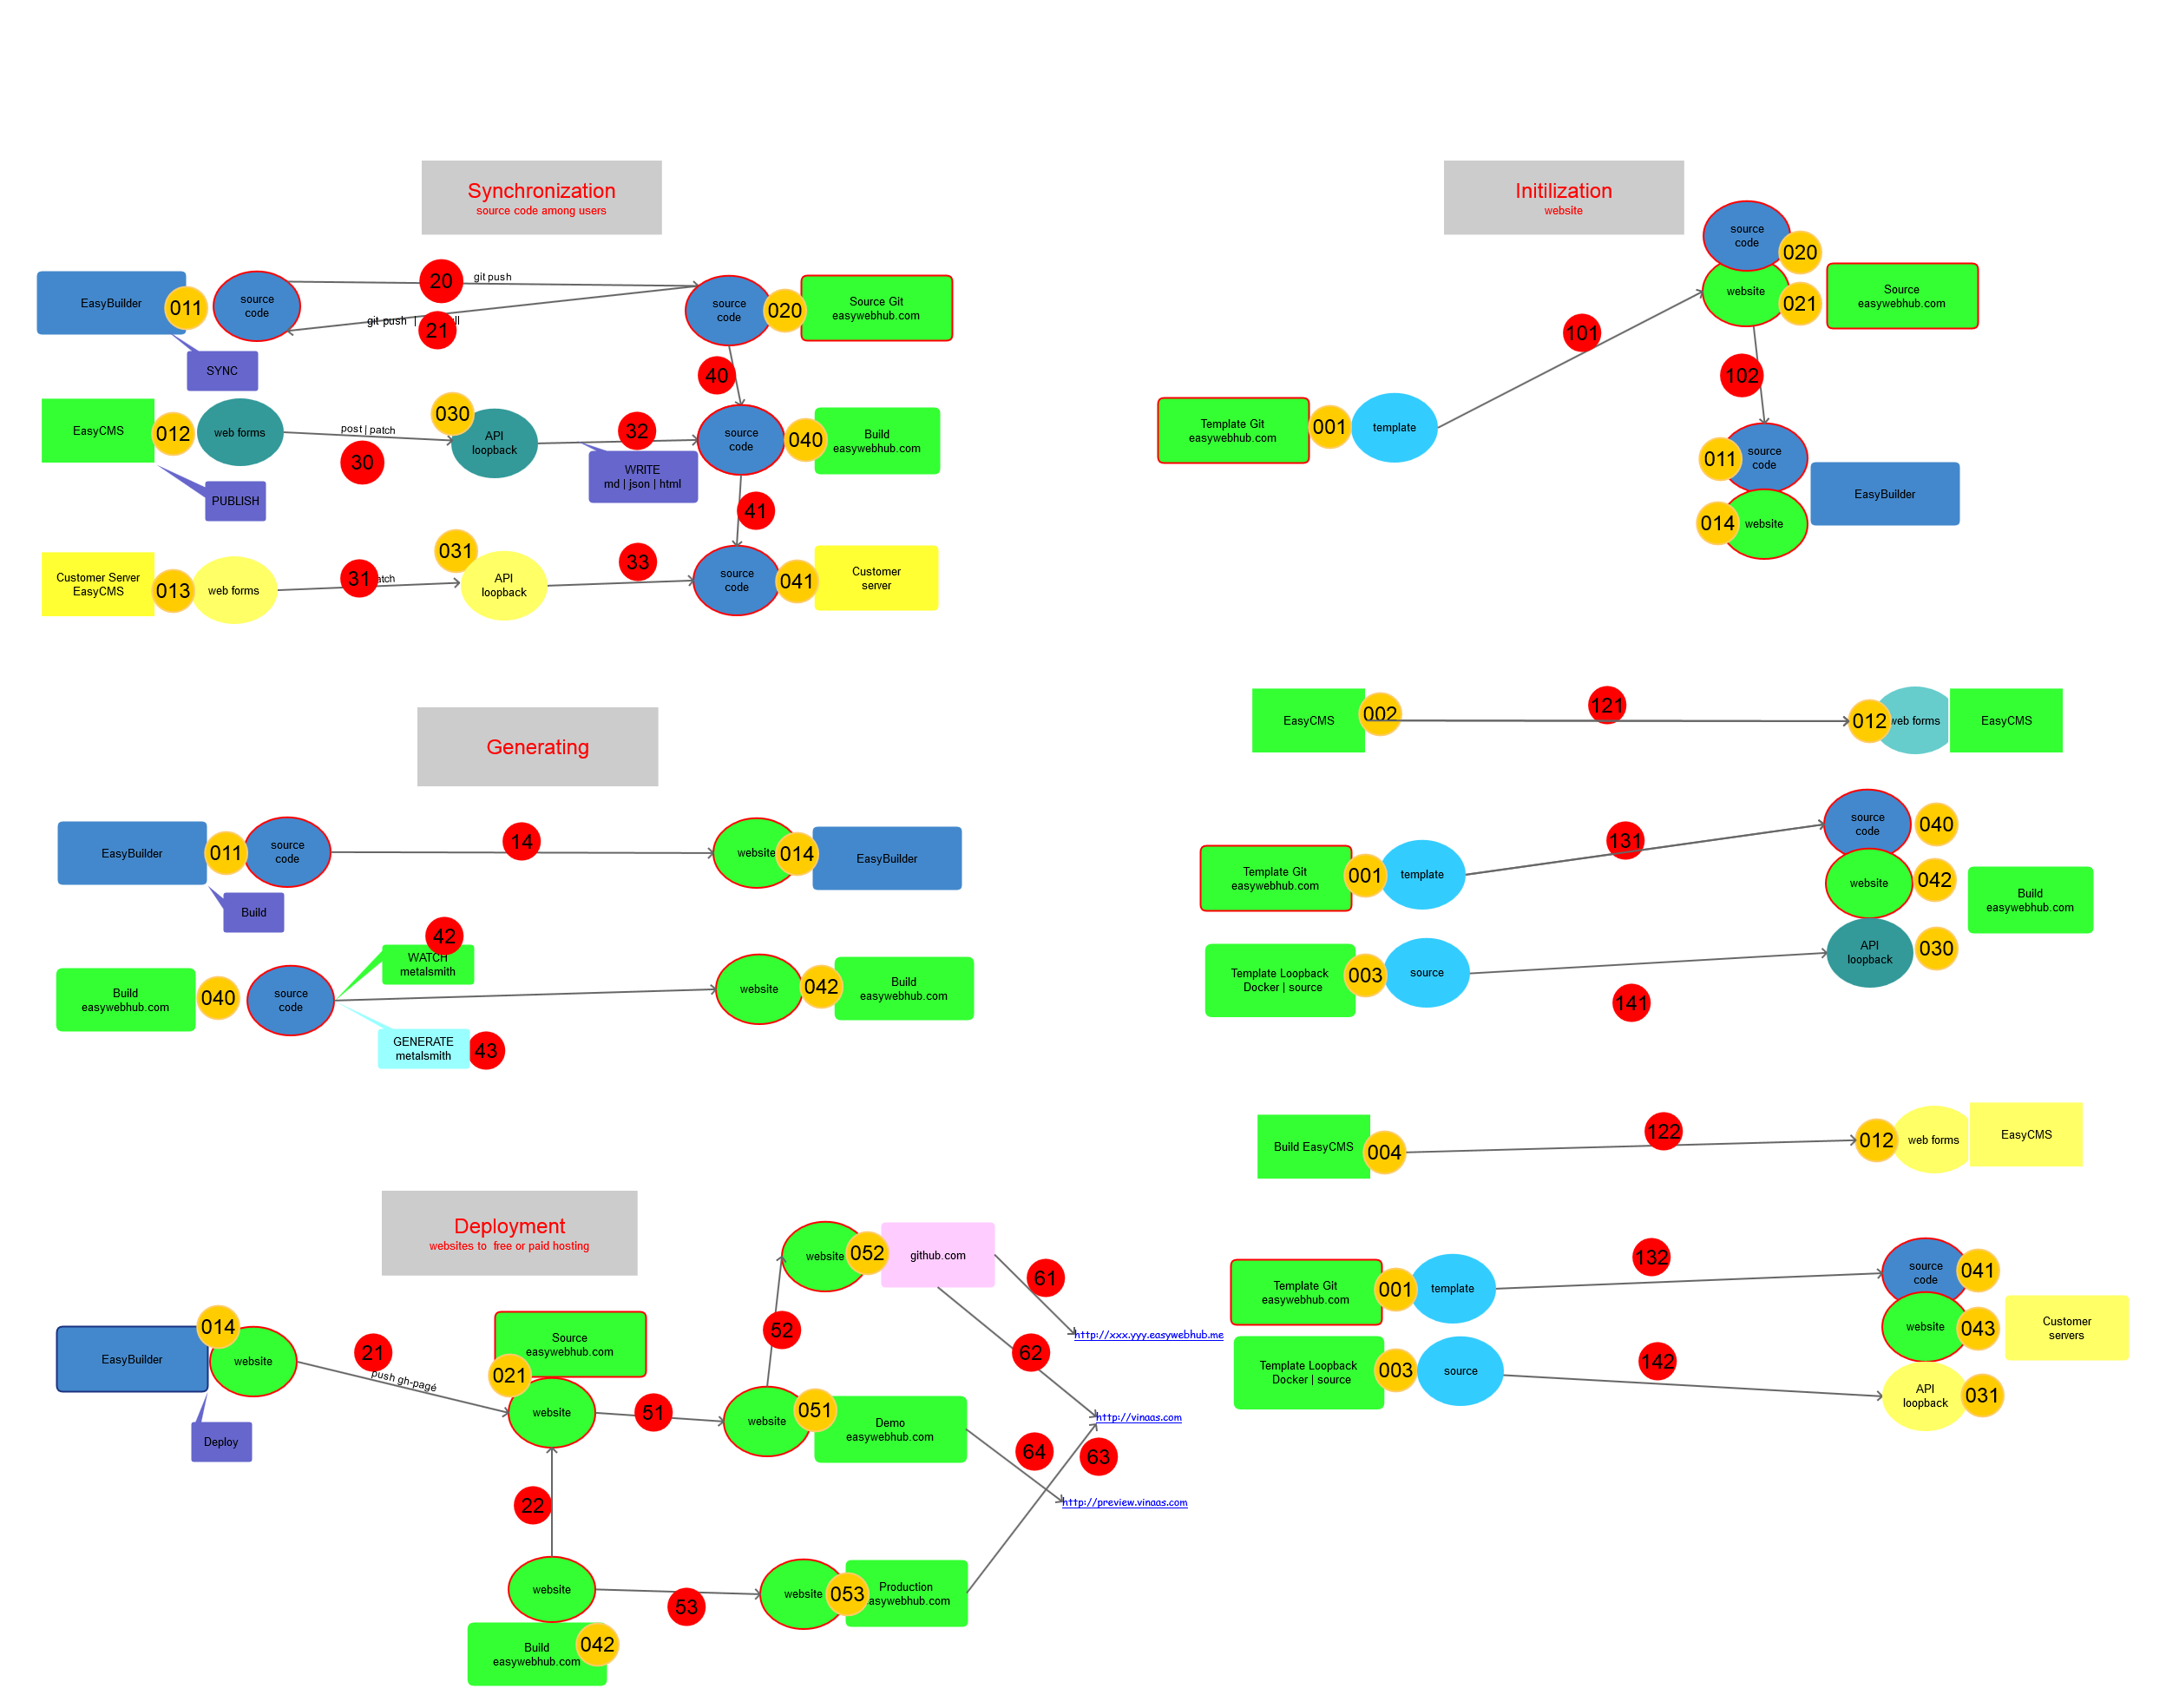 Synchronization
source code among users
EasyBuilder
011
source
code
20
git push
source
code
020
Source Git
easywebhub.com
git push |
21
SYNC
40
EasyCMS
012
web forms
post | patch
30
030
API
loopback
32
WRITE
md | json | html
source
code
040
Build
easywebhub.com
PUBLISH
41
Customer Server
EasyCMS
013
web forms
31
031
API
loopback
33
source
code
041
Customer
server
Generating
EasyBuilder
011
source
code
14
website
014
EasyBuilder
Build
42
WATCH
metalsmith
Build
easywebhub.com
040
source
code
website
042
Build
easywebhub.com
GENERATE
metalsmith
43
Deployment
websites to  free or paid hosting
EasyBuilder
014
website
21
push gh-pagé
Deploy
Source
easywebhub.com
021
website
51
52
website
052
github.com
61
http://xxx.yyy.easywebhub.me
62
website
051
Demo
easywebhub.com
http://vinaas.com
64
63
http://preview.vinaas.com
22
website
53
website
053
Production
easywebhub.com
Build
easywebhub.com
042
Initilization
website
source
code
020
website
021
Source
easywebhub.com
101
102
Template Git
easywebhub.com
001
template
011
source
code
EasyBuilder
014
website
EasyCMS
002
121
012
web forms
EasyCMS
Template Git
easywebhub.com
001
template
131
source
code
040
website
042
Build
easywebhub.com
Template Loopback
Docker | source
003
source
141
API
loopback
030
Build EasyCMS
004
122
012
web forms
EasyCMS
Template Git
easywebhub.com
001
template
132
source
code
041
website
043
Customer
servers
Template Loopback
Docker | source
003
source
142
API
loopback
031